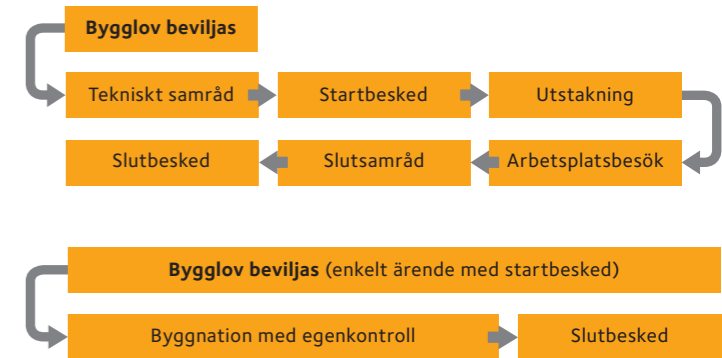 Bygglov beviljas
Tekniskt samråd
Startbesked
Utstakning
Arbetsplatsbesök
Slutsamråd
Slutbesked
Bygglov beviljas (enkelt ärende med startbesked)
Byggnation med egenkontroll
Slutbesked